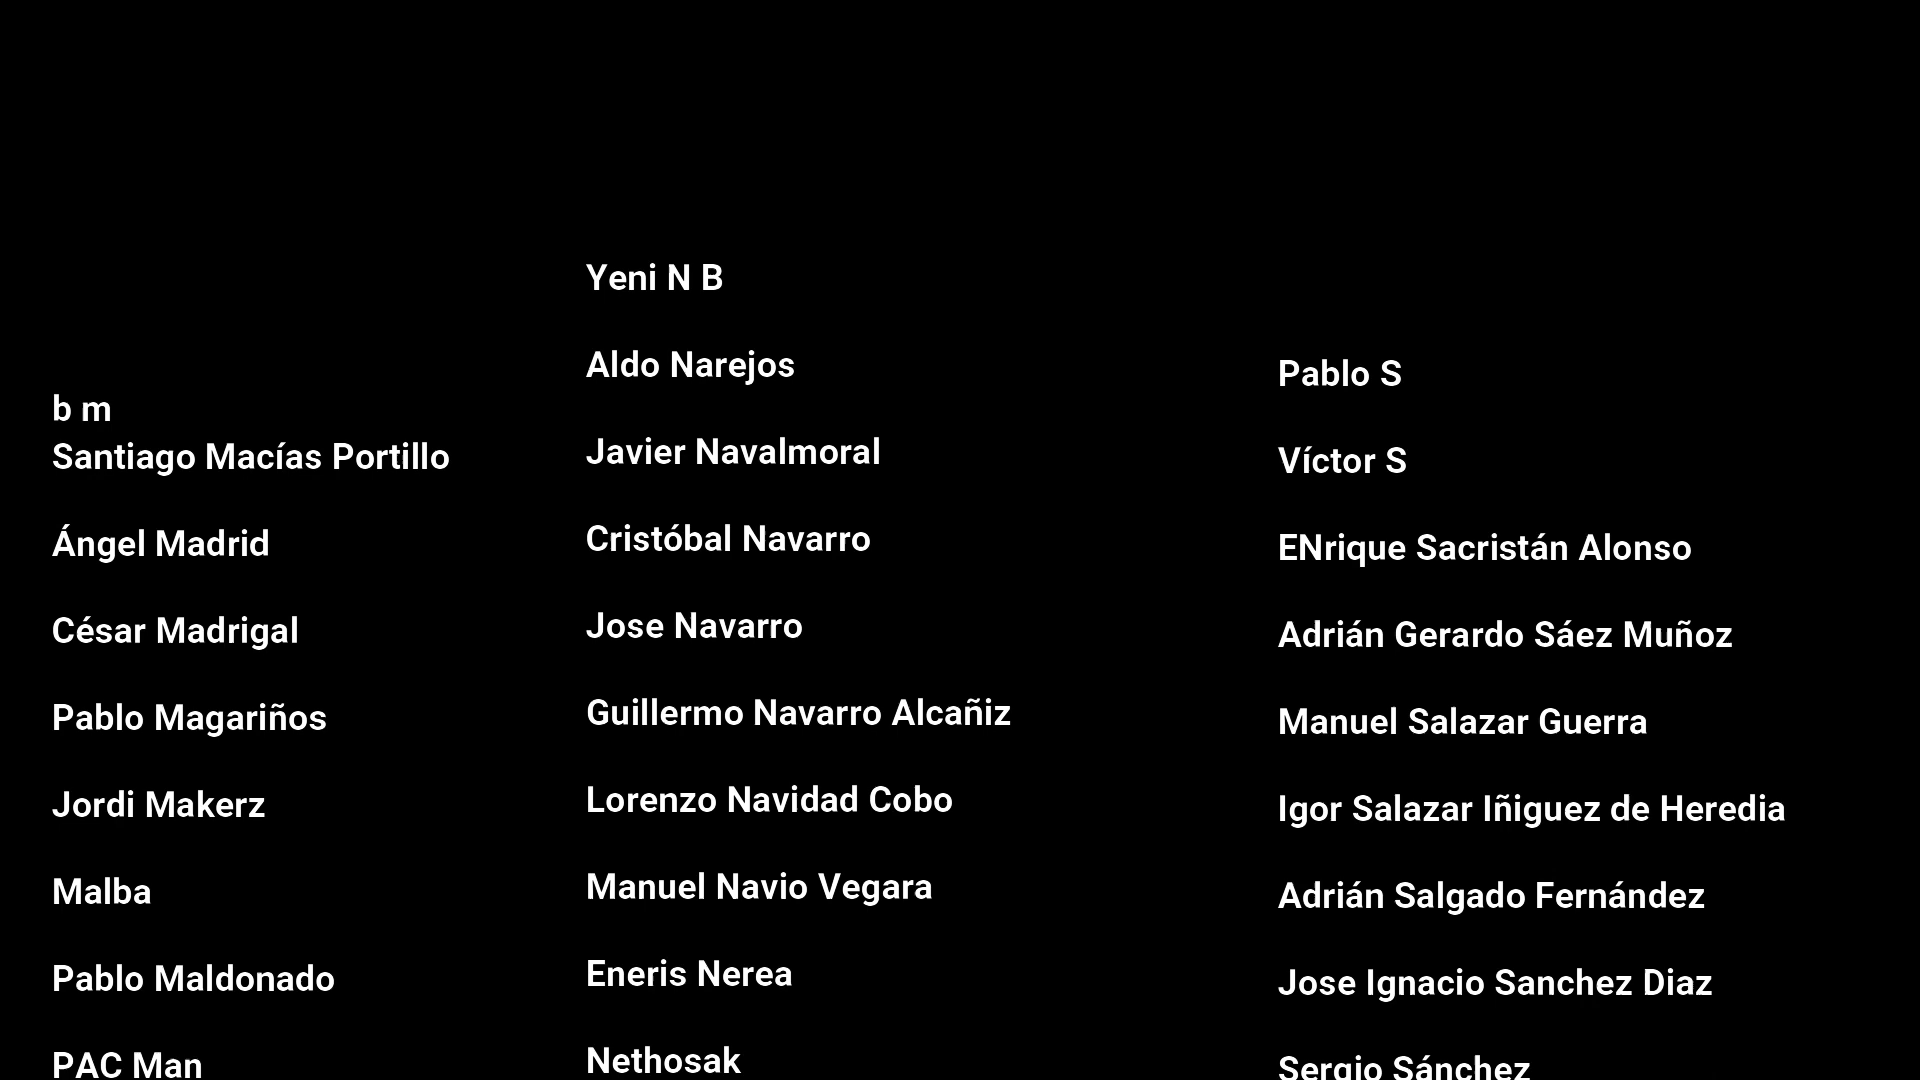 b m
Santiago Macías Portillo
Ángel Madrid
César Madrigal
Pablo Magariños
Jordi Makerz
Malba
Pablo Maldonado
PAC Man
Yeni N B
Aldo Narejos
Javier Navalmoral
Cristóbal Navarro
Jose Navarro
Guillermo Navarro Alcañiz
Lorenzo Navidad Cobo
Manuel Navio Vegara
Eneris Nerea
Nethosak
Pablo S
Víctor S
ENrique Sacristán Alonso
Adrián Gerardo Sáez Muñoz
Manuel Salazar Guerra
Igor Salazar Iñiguez de Heredia
Adrián Salgado Fernández
Jose Ignacio Sanchez Diaz
Sergio Sánchez